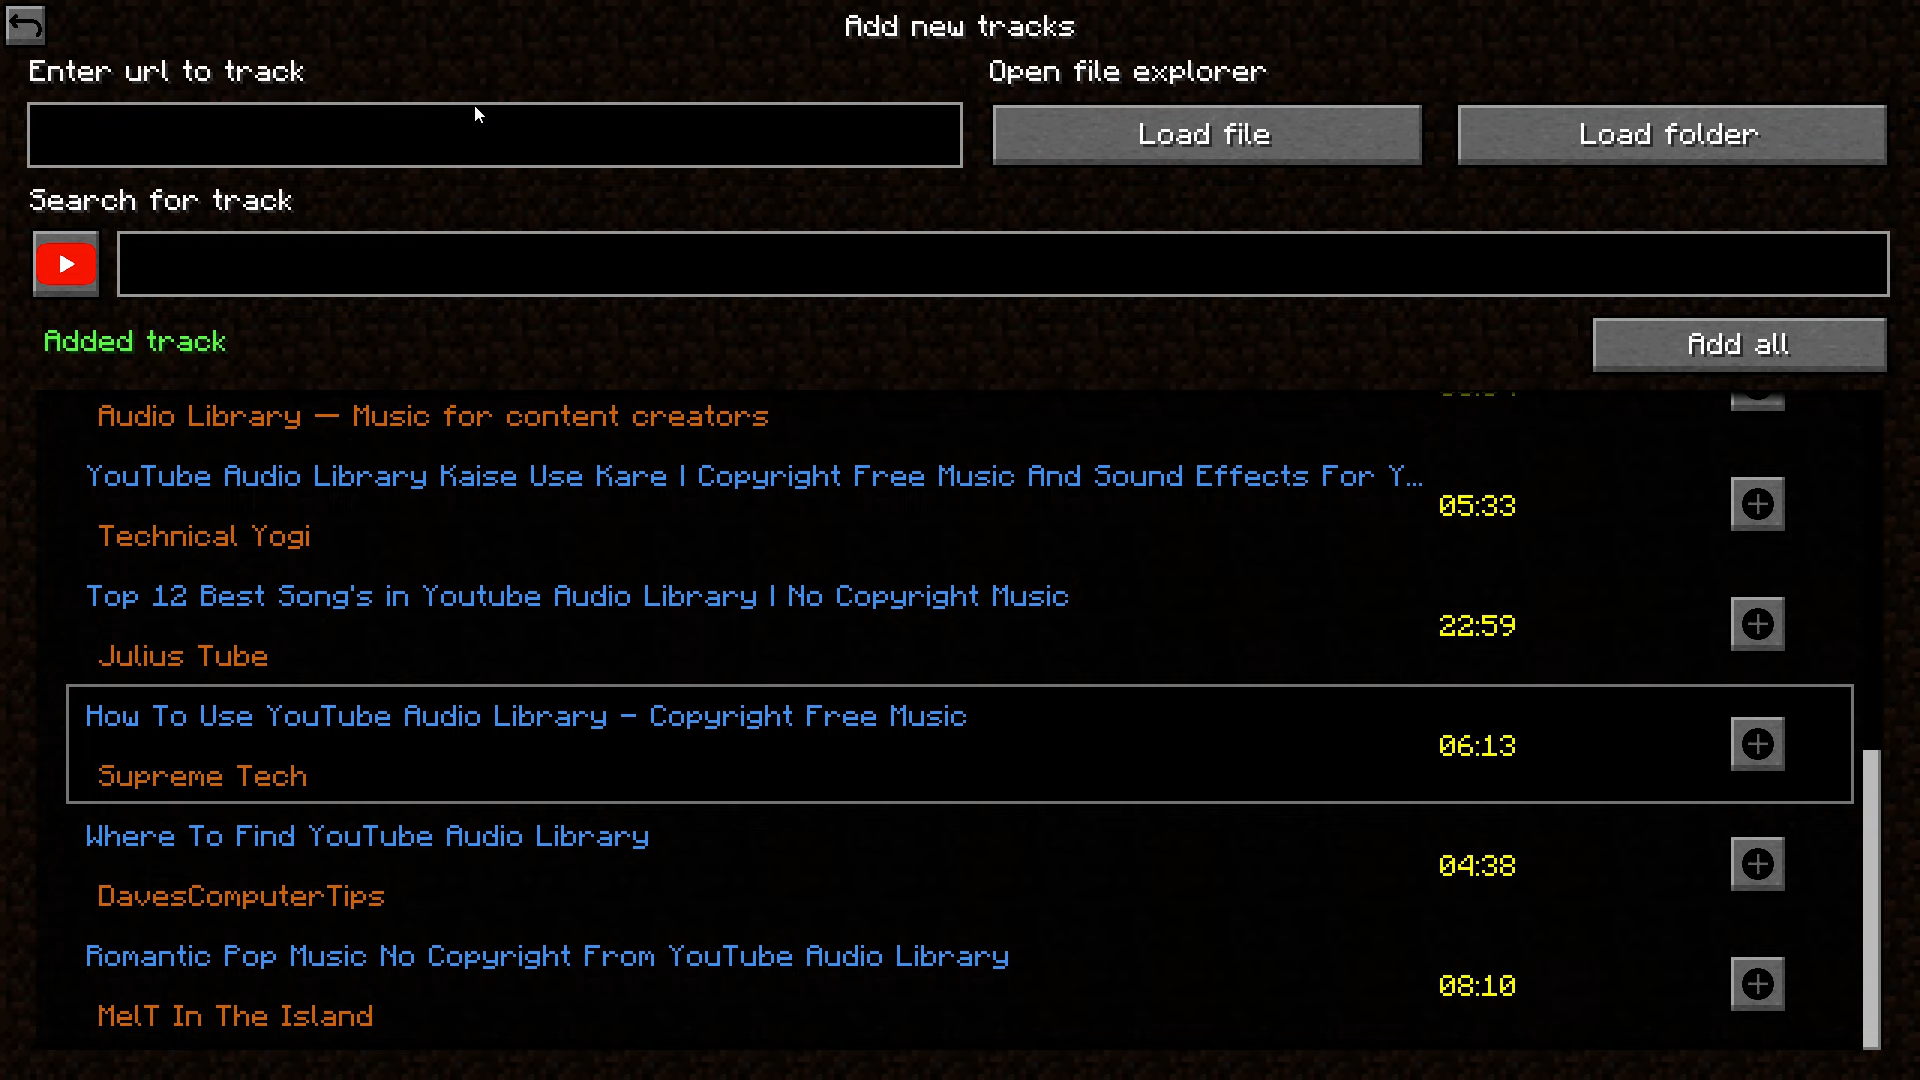 Add new tracks
Enter url to track
Open file explorer
Load file
Load folder
Search for track
Added track
Add all
Audio Library — Music for content creators
YouTube Audio Library Kaise Use Kare | Copyright Free Music And Sound Effects For Y...
05:33
Technical Yogi
Top 12 Best Song's in Youtube Audio Library | No Copyright Music
22:59
Julius Tube
How To Use YouTube Audio Library - Copyright Free Music
06:13
Supreme Tech
Where To Find YouTube Audio Library
04:38
DavesComputerTips
Romantic Pop Music No Copyright From YouTube Audio Library
08:10
MelT In The Island